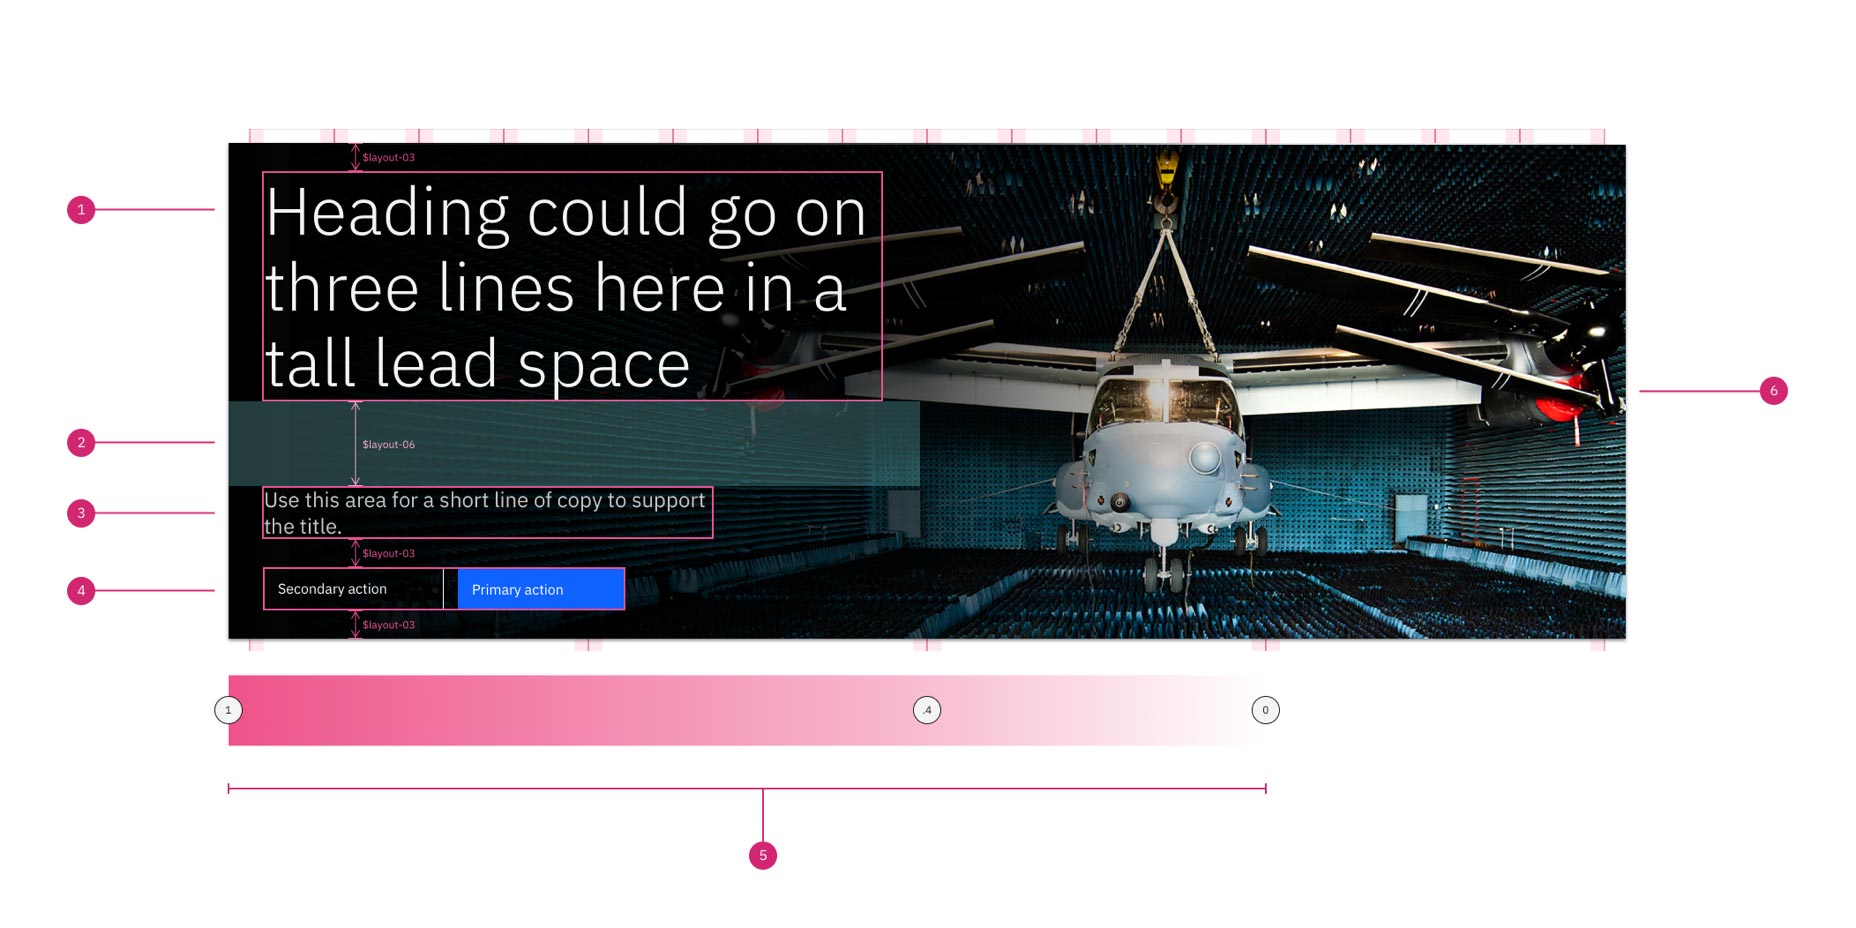 $layout-03
1
Heading could go on
three lines here in a
tall lead space
6
2
$layout-06
3
Use this area for a short line of copy to support
the title.
$layout-03
4
Secondary action
Primary action
$layout-03
1
.4
0
5